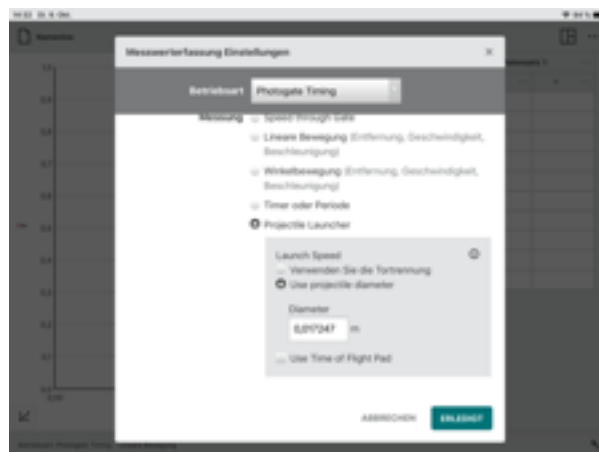 Messwerterfassung Einstellungen
Betriebsart Photogate Timing
Messung Speed through Gate
Lineare Bewegung (Entfernung, Geschwindigkeit,
Beschleunigung)
Winkelbewegung (Entfernung, Geschwindigkeit,
Beschleunigung)
Timer oder Periode
Projectile Launcher
Launch Speed
Verwenden Sie die Tortrennung
Use projectile diameter
Diameter
0,017247 m
Use Time of Flight Pad
ABBRECHEN ERLEDIGT